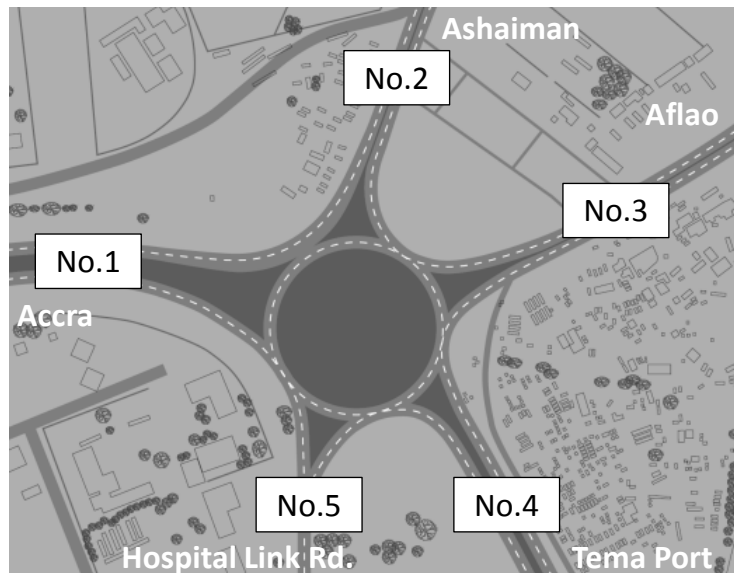 Ashaiman
No.2
Aflao
No.3
No.1
Accra
No.5
No.4
Hospital Link Rd.
Tema Port